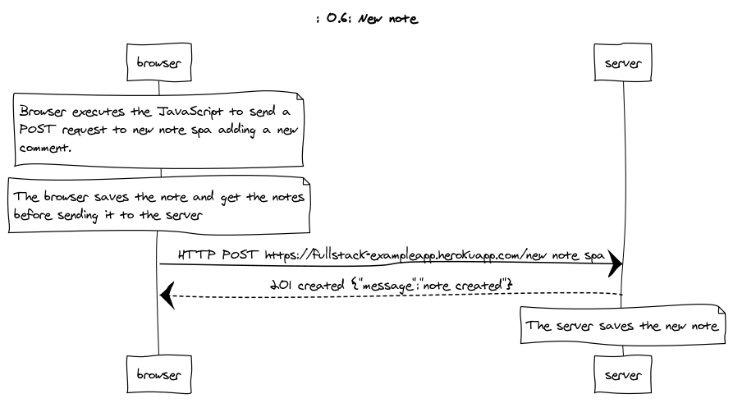 : 0.6: New note
browser
server
Browser executes the JavaScript to send a
POST request to new note spa adding a new
comment.
The browser saves the note and get the notes
before sending it to the server
HTTP POST https://fullstack-exampleapp.herokuapp.com/new note spa
201 created {"message":"note created"}
The server saves the new note
browser
server